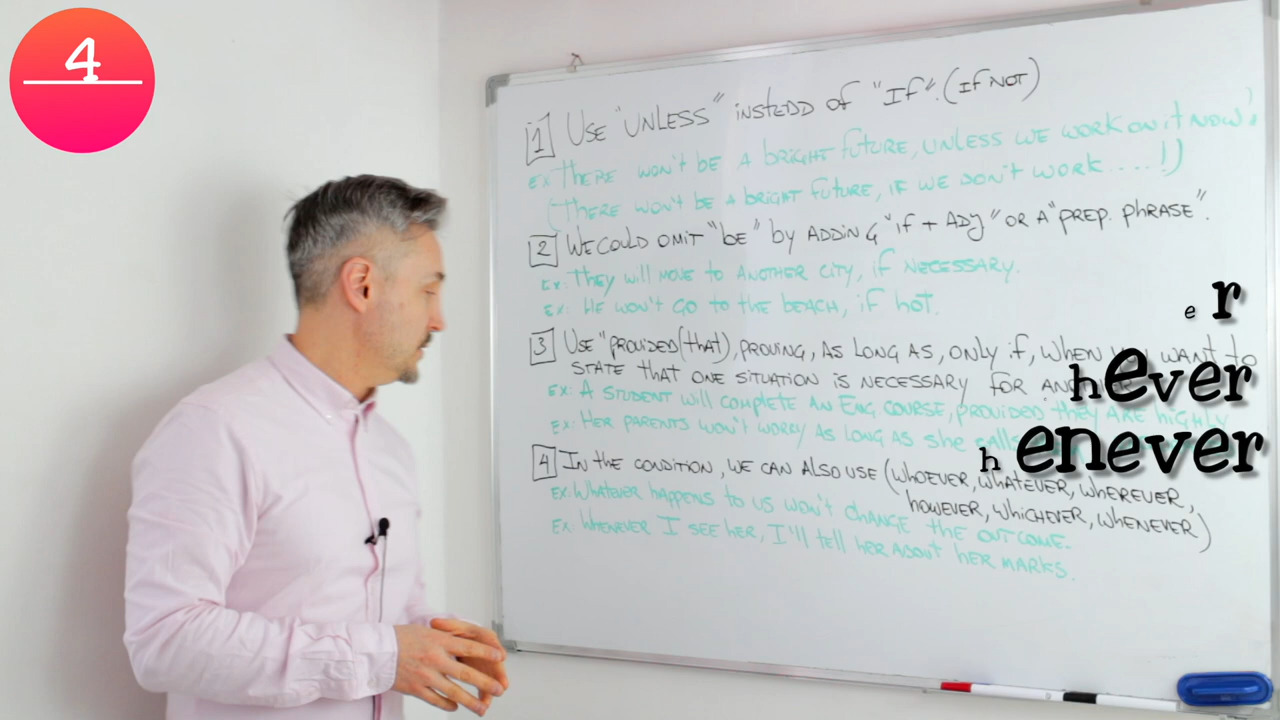 4
1 USE "UNLESS" INSTEDD OF "IF". (IF NOT)
EX: THERE WON'T BE A BRIGHT FUTURE, UNLESS WE WORK ON it NOW!
(THERE WON'T BE A BRIGHT FUTURE, IF WE DON'T WORK....!)
2 WE COULD OMIT "be" by ADDING "if + ADJ" OR A "PREP. PHRASE".
EX: THEY WILL MOVE TO ANOTHER CITY, if NECESSARY.
EX: HE WON'T GO TO the BEACH, if HOT.
3 USE "PROUIDED (that), PROUING, AS LONG AS, ONLY if, WHEN WANT to
STATE THAT ONE SITUATION IS NECESSARY FOR
EX: A STUDENT WILL COMPLETE AN ENG COURSE, PROVIDED they ARE HIGHLY
EX: HER PARENTS WON'T WORRY AS LONG AS SHE
4 IN THE CONDITION, WE CAN ALSO USE (WHOEVER, WHATEVER, WHEREVER,
HOWEVER, WHICHEVER, WHENEVER)
EX: WHATEVER HAPPENS TO US WON'T CHANGE THE OUTCOME.
EX: WHENEVER I SEE HER, I'll tell HER ABOUT HER MARKS.
e r
hever
h enever